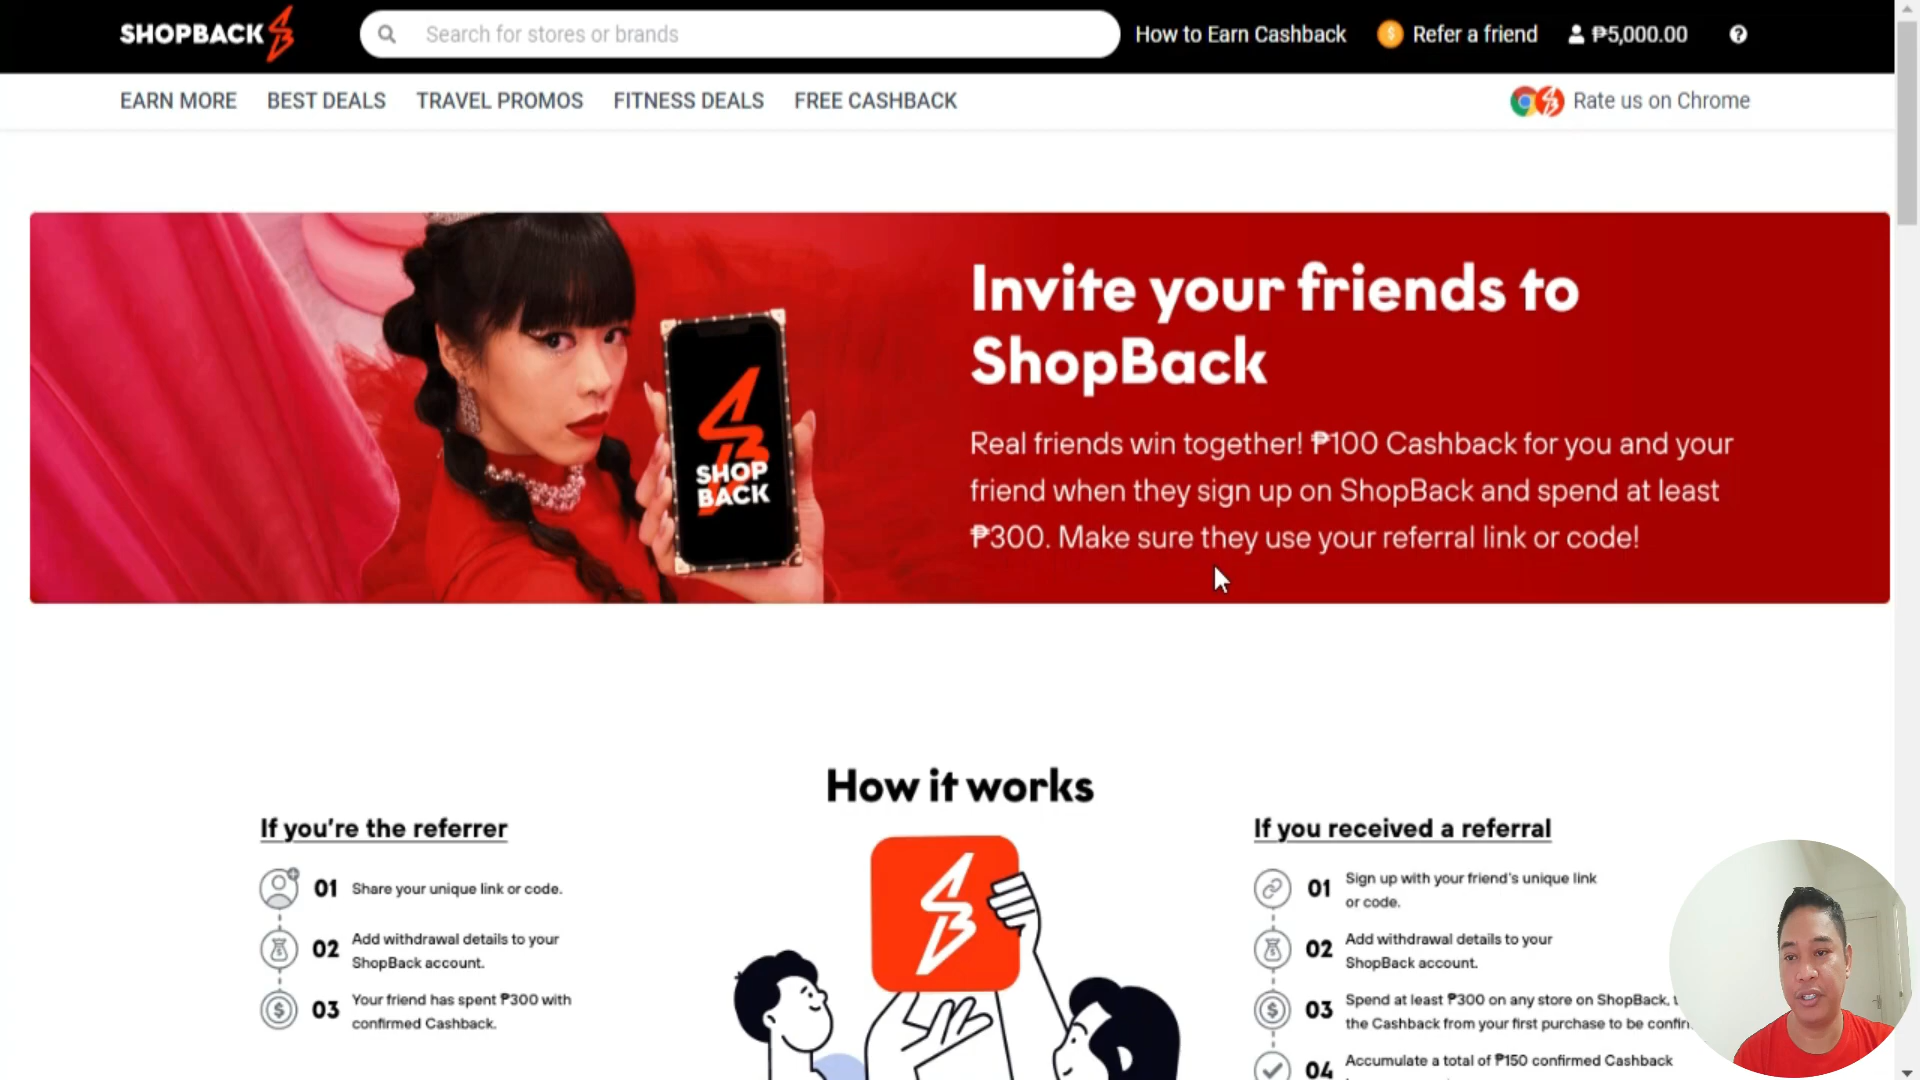 SHOPBACK
Search for stores or brands
How to Earn Cashback
Refer a friend
₱5,000.00
EARN MORE
BEST DEALS
TRAVEL PROMOS
FITNESS DEALS
FREE CASHBACK
Rate us on Chrome
Invite your friends to
ShopBack
Real friends win together! ₱100 Cashback for you and your
friend when they sign up on ShopBack and spend at least
₱300. Make sure they use your referral link or code!
SHOP
BACK
How it works
If you're the referrer
01 Share your unique link or code.
02 Add withdrawal details to your
ShopBack account.
03 Your friend has spent ₱300 with
confirmed Cashback.
If you received a referral
01 Sign up with your friend's unique link
or code.
02 Add withdrawal details to your
ShopBack account.
03 Spend at least ₱300 on any store on ShopBack,
the Cashback from your first purchase to be
04 Accumulate a total of ₱150 confirmed Cashback